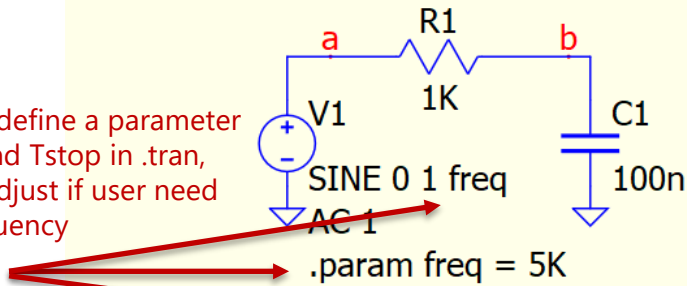 R1
a
b
1K
V1
C1
define a parameter
nd Tstop in .tran,
djust if user need
uency
SINE 0 1 freq
100n
AC 1
.param freq = 5K